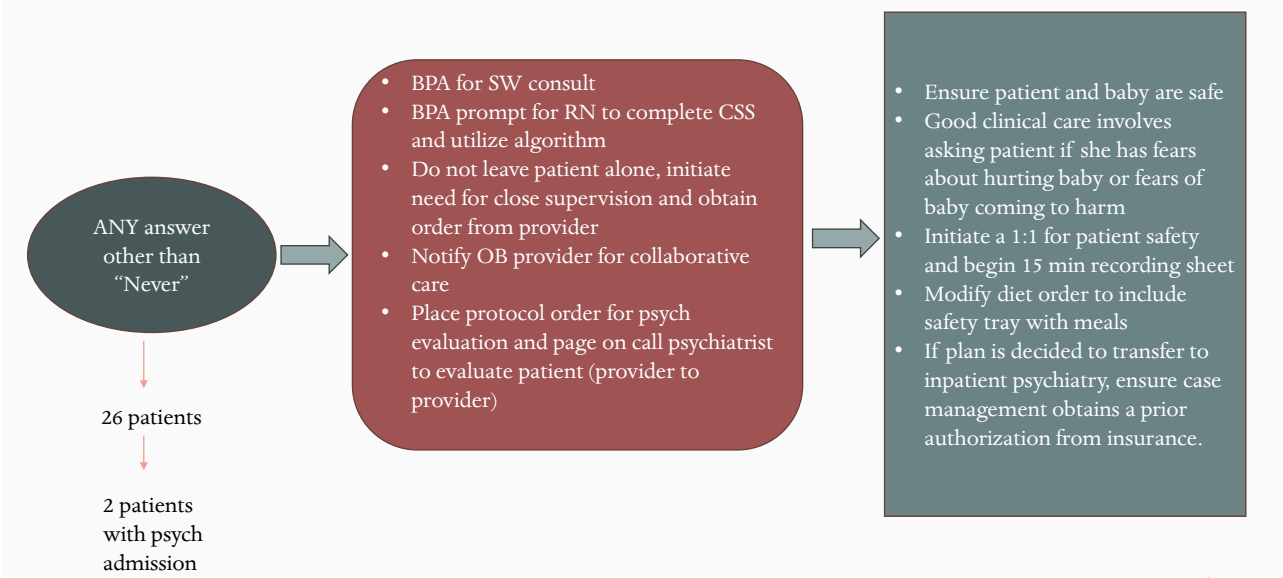 ANY answer
other than
“Never”
26 patients
2 patients
with psych
admission
• BPA for SW consult
• BPA prompt for RN to complete CSS
and utilize algorithm
• Do not leave patient alone, initiate
need for close supervision and obtain
order from provider
• Notify OB provider for collaborative
care
• Place protocol order for psych
evaluation and page on call psychiatrist
to evaluate patient (provider to
provider)
• Ensure patient and baby are safe
• Good clinical care involves
asking patient if she has fears
about hurting baby or fears of
baby coming to harm
• Initiate a 1:1 for patient safety
and begin 15 min recording sheet
• Modify diet order to include
safety tray with meals
• If plan is decided to transfer to
inpatient psychiatry, ensure case
management obtains a prior
authorization from insurance.